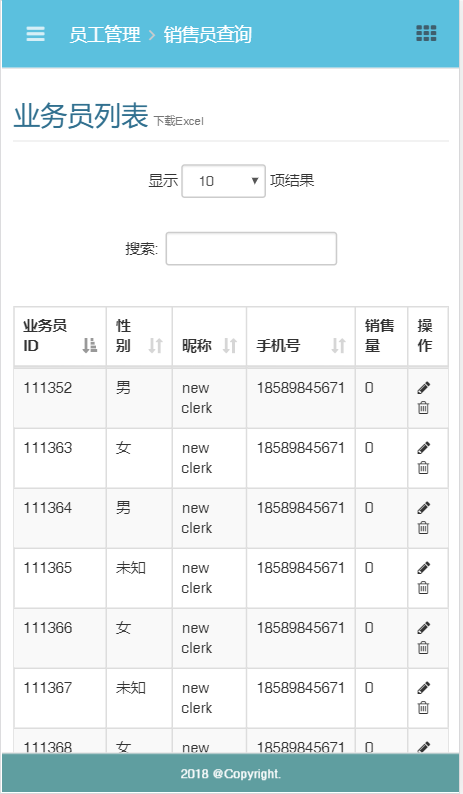 员工管理 > 销售员查询
业务员列表 下载Excel
显示 10 项结果
搜索:
业务员ID 性别 昵称 手机号 销售量 操作
111352 男 new clerk 18589845671 0
111363 女 new clerk 18589845671 0
111364 男 new clerk 18589845671 0
111365 未知 new clerk 18589845671 0
111366 女 new clerk 18589845671 0
111367 未知 new clerk 18589845671 0
111368 女 new 18589845671 0
2018 @Copyright.